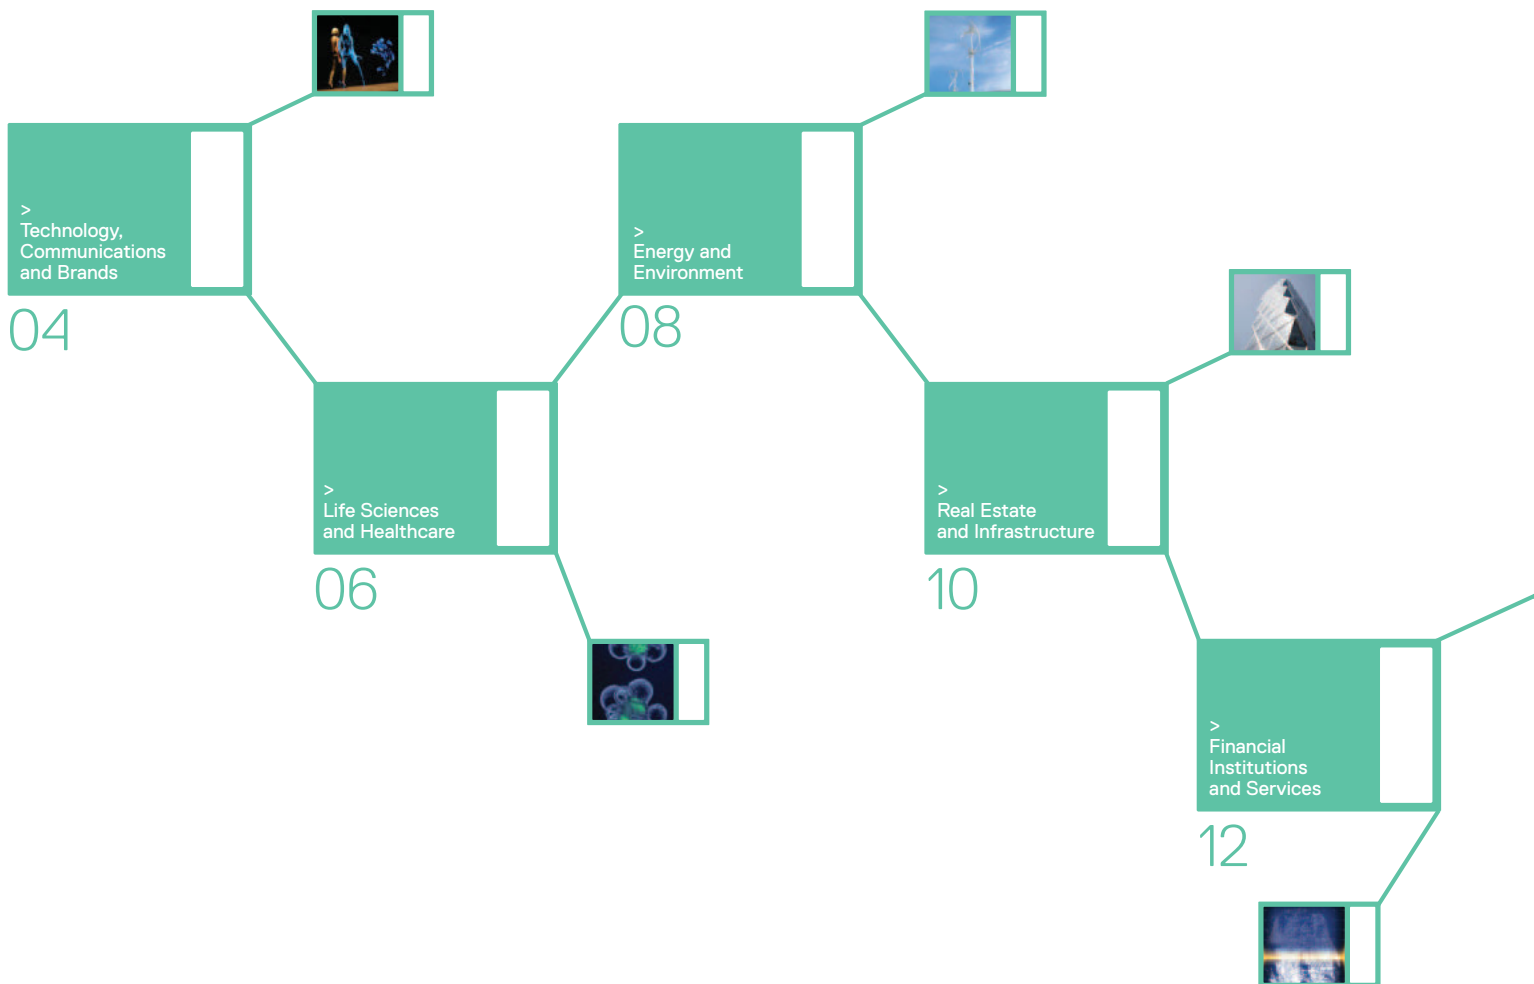 >
Technology,
Communications
and Brands
04
>
Life Sciences
and Healthcare
06
>
Energy and
Environment
08
>
Real Estate
and Infrastructure
10
>
Financial
Institutions
and Services
12